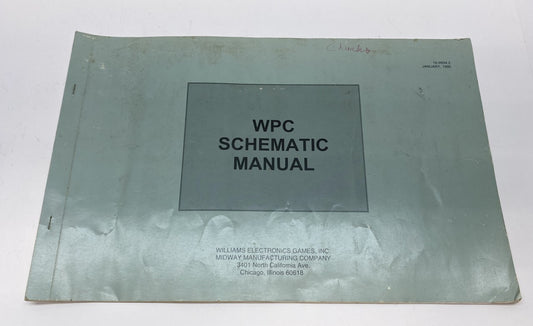 WPC
SCHEMATIC
MANUAL
WILLIAMS ELECTRONICS GAMES, INC.
MIDWAY MANUFACTURING COMPANY
3401 North California Ave.
Chicago, Illinois 60618